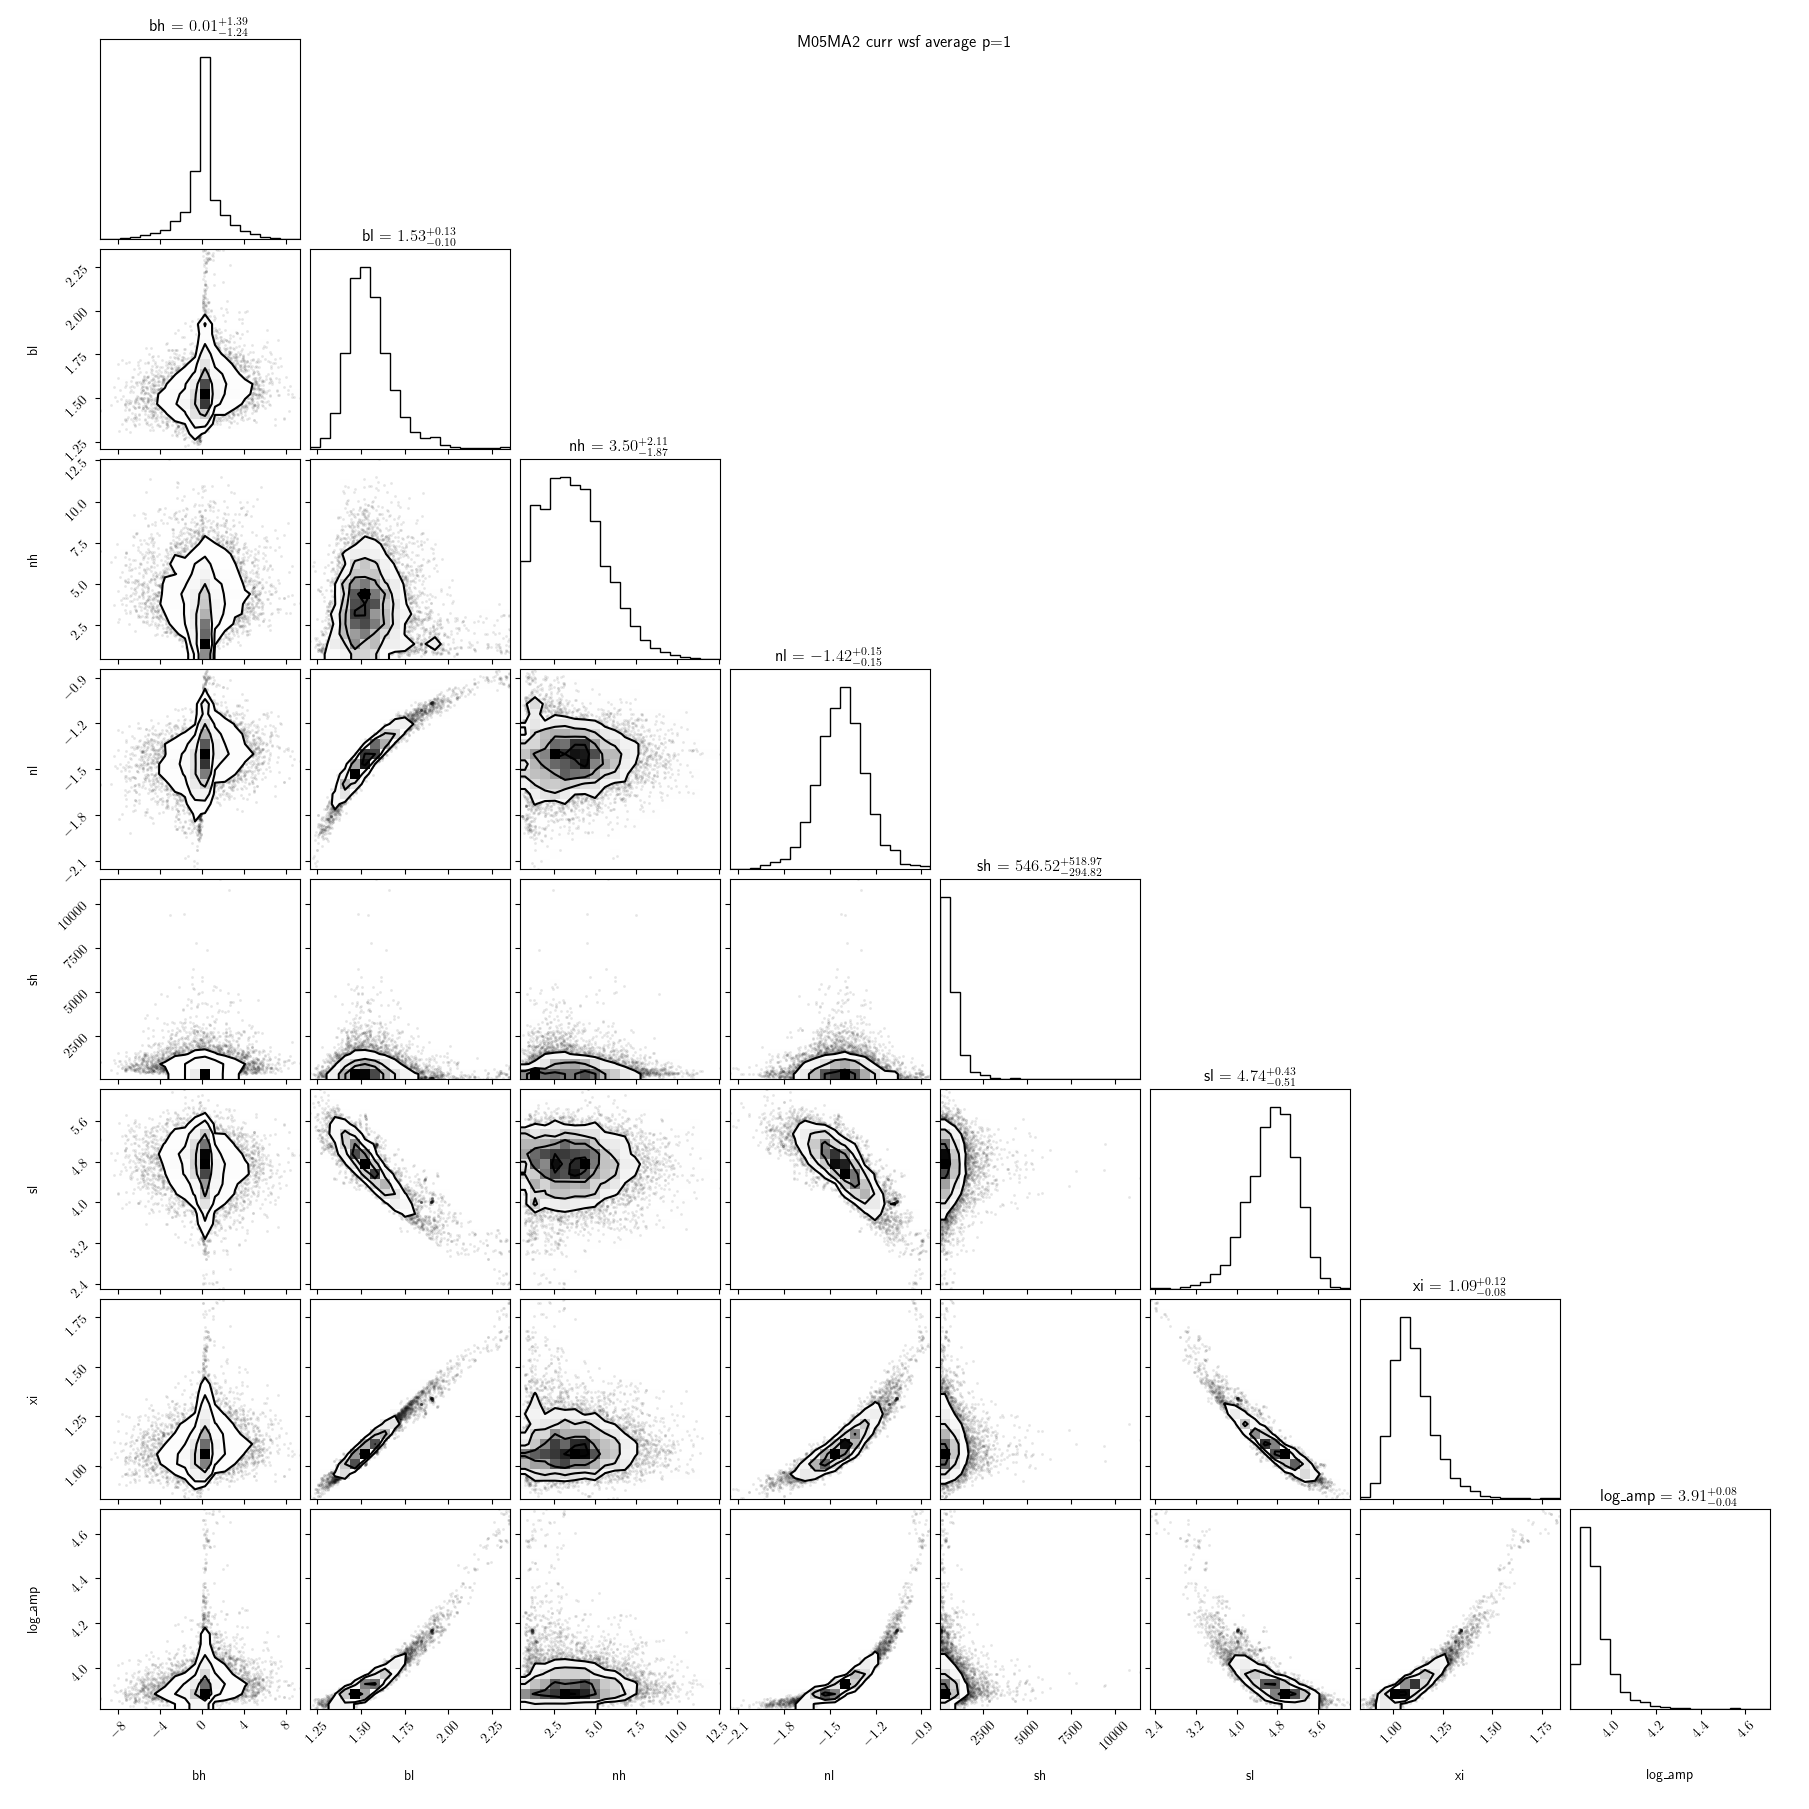 M05MA2 curr wsf average p=1
bh = 0.01^{+1.39}_{-1.24}
bl = 1.53^{+0.13}_{-0.10}
bl
2.25
2.00
1.75
1.50
1.25
nh = 3.50^{+2.11}_{-1.87}
nh
12.5
10.0
7.5
5.0
2.5
nl = −1.42^{+0.15}_{-0.15}
nl
−0.9
−1.2
−1.5
−1.8
−2.1
sh = 546.52^{+518.97}_{-294.82}
sh
10000
7500
5000
2500
sl = 4.74^{+0.43}_{-0.51}
sl
5.6
4.8
4.0
3.2
2.4
xi = 1.09^{+0.12}_{-0.08}
xi
1.75
1.50
1.25
1.00
log_amp = 3.91^{+0.08}_{-0.04}
log_amp
4.6
4.4
4.2
4.0
−8 −4 0 4 8
1.25 1.50 1.75 2.00 2.25
2.5 5.0 7.5 10.0 12.5
−2.1 −1.8 −1.5 −1.2 −0.9
2500 5000 7500 10000
2.4 3.2 4.0 4.8 5.6
1.00 1.25 1.50 1.75
4.0 4.2 4.4 4.6
bh bl nh nl sh sl xi log_amp